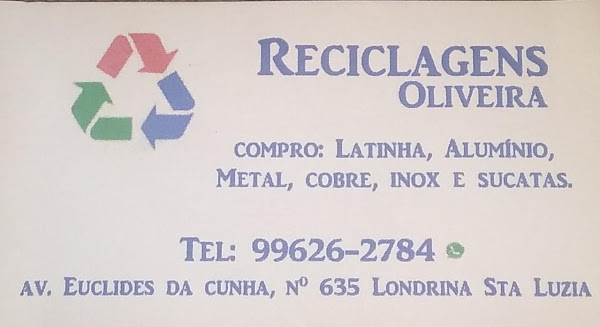 Reciclagens
Oliveira
compro: Latinha, Alumínio,
Metal, cobre, inox e sucatas.
Tel: 99626-2784
av. Euclides da cunha, nº 635 Londrina Sta Luzia